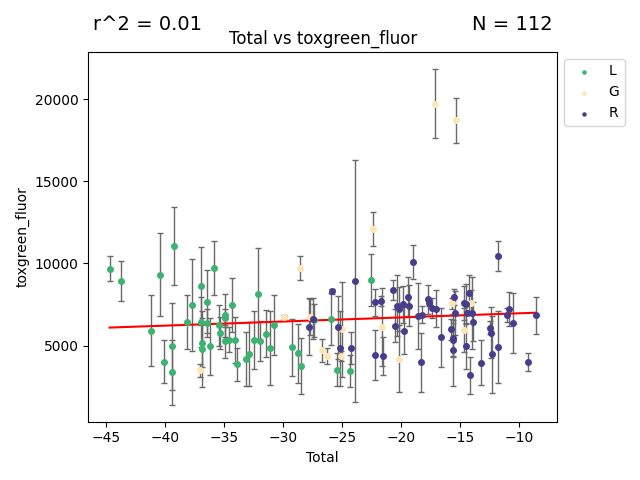 r^2 = 0.01
N = 112
Total vs toxgreen_fluor
20000
15000
10000
5000
toxgreen_fluor
−45
−40
−35
−30
−25
−20
−15
−10
Total
L
G
R